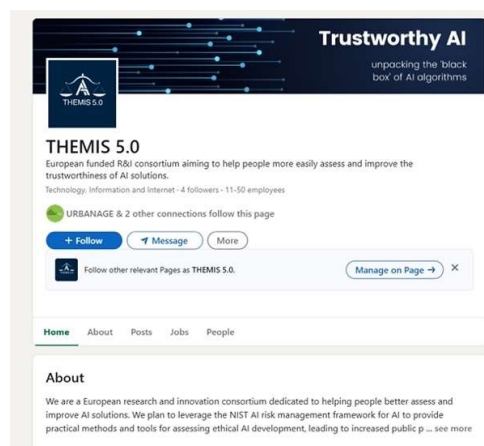 Trustworthy AI
unpacking the 'black
box' of AI algorithms
THEMIS 5.0
THEMIS 5.0
European funded R&I consortium aiming to help people more easily assess and improve the
trustworthiness of AI solutions.
Technology, Information and Internet · 4 followers · 11-50 employees
URBANAGE & 2 other connections follow this page
+ Follow
Message
More
Follow other relevant Pages as THEMIS 5.0.
Manage on Page →
Home About Posts Jobs People
About
We are a European research and innovation consortium dedicated to helping people better assess and
improve AI solutions. We plan to leverage the NIST AI risk management framework for AI to provide
practical methods and tools for assessing ethical AI development, leading to increased public p ... see more